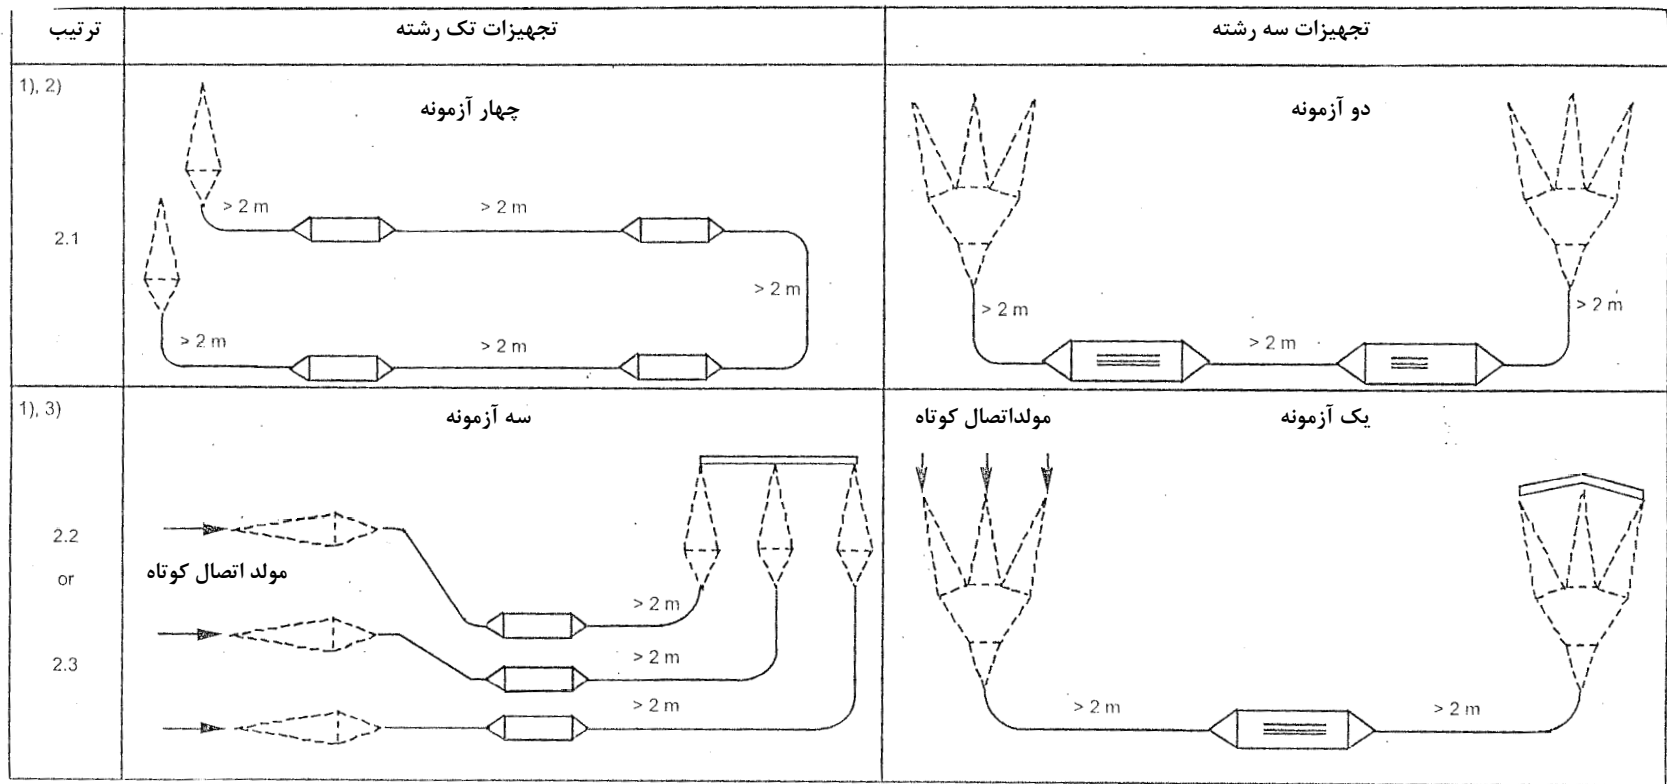 ترتیب
تجهیزات تک رشته
تجهیزات سه رشته
1), 2)
2.1
چهار آزمونه
> 2 m
> 2 m
> 2 m
> 2 m
> 2 m
دو آزمونه
> 2 m
> 2 m
> 2 m
1), 3)
2.2
or
2.3
سه آزمونه
مولد اتصال کوتاه
> 2 m
> 2 m
> 2 m
مولداتصال کوتاه
یک آزمونه
> 2 m
> 2 m